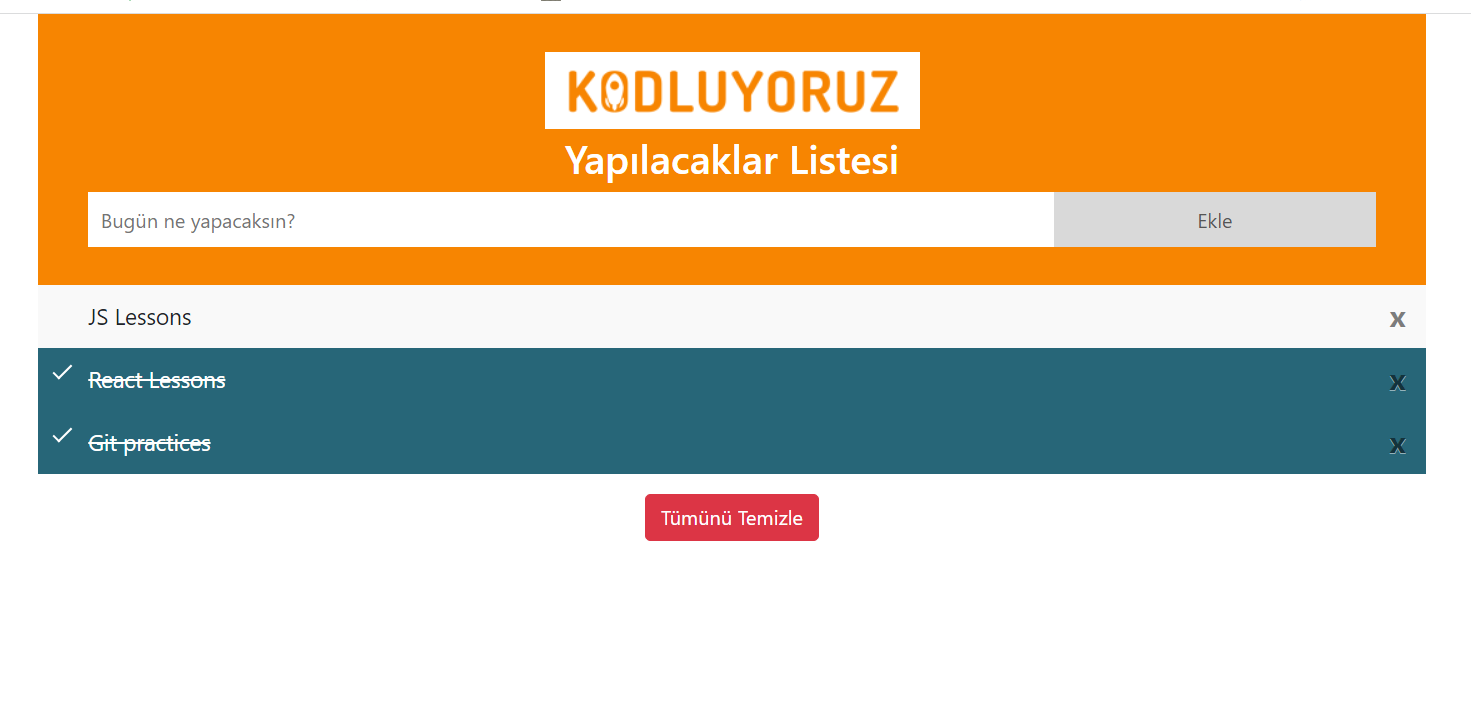 KODLUYORUZ
Yapılacaklar Listesi
Bugün ne yapacaksın?
Ekle
JS Lessons
x
React Lessons
x
Git practices
x
Tümünü Temizle